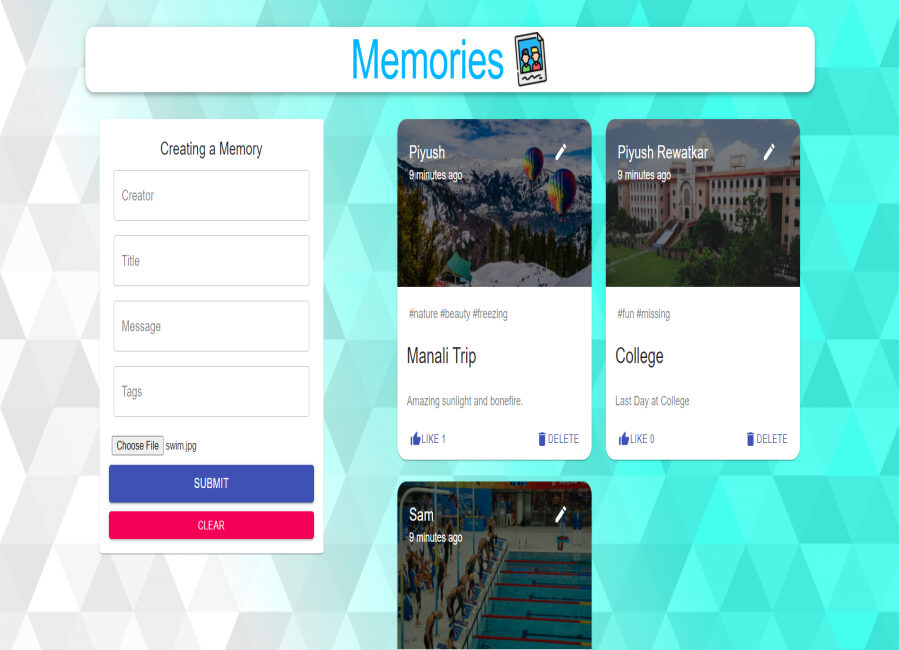 Memories
Creating a Memory
Creator
Title
Message
Tags
Choose File swim.jpg
SUBMIT
CLEAR
Piyush
9 minutes ago
#nature #beauty #freezing
Manali Trip
Amazing sunlight and bonefire.
LIKE 1 DELETE
Piyush Rewatkar
9 minutes ago
#fun #missing
College
Last Day at College
LIKE 0 DELETE
Sam
9 minutes ago